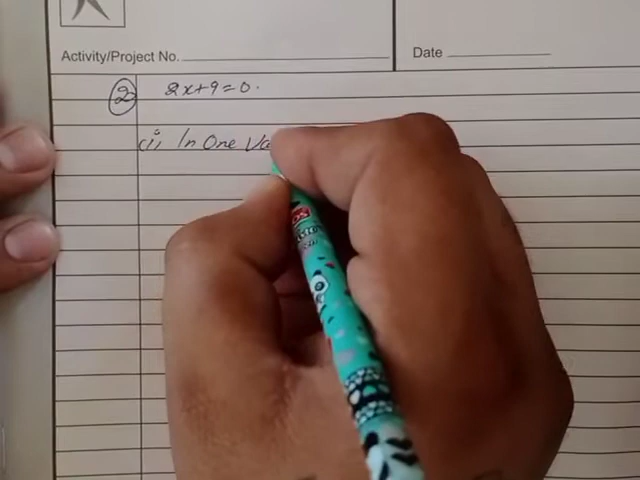 Activity/Project No.
Date
② 2x+9=0.
(i) In One Va